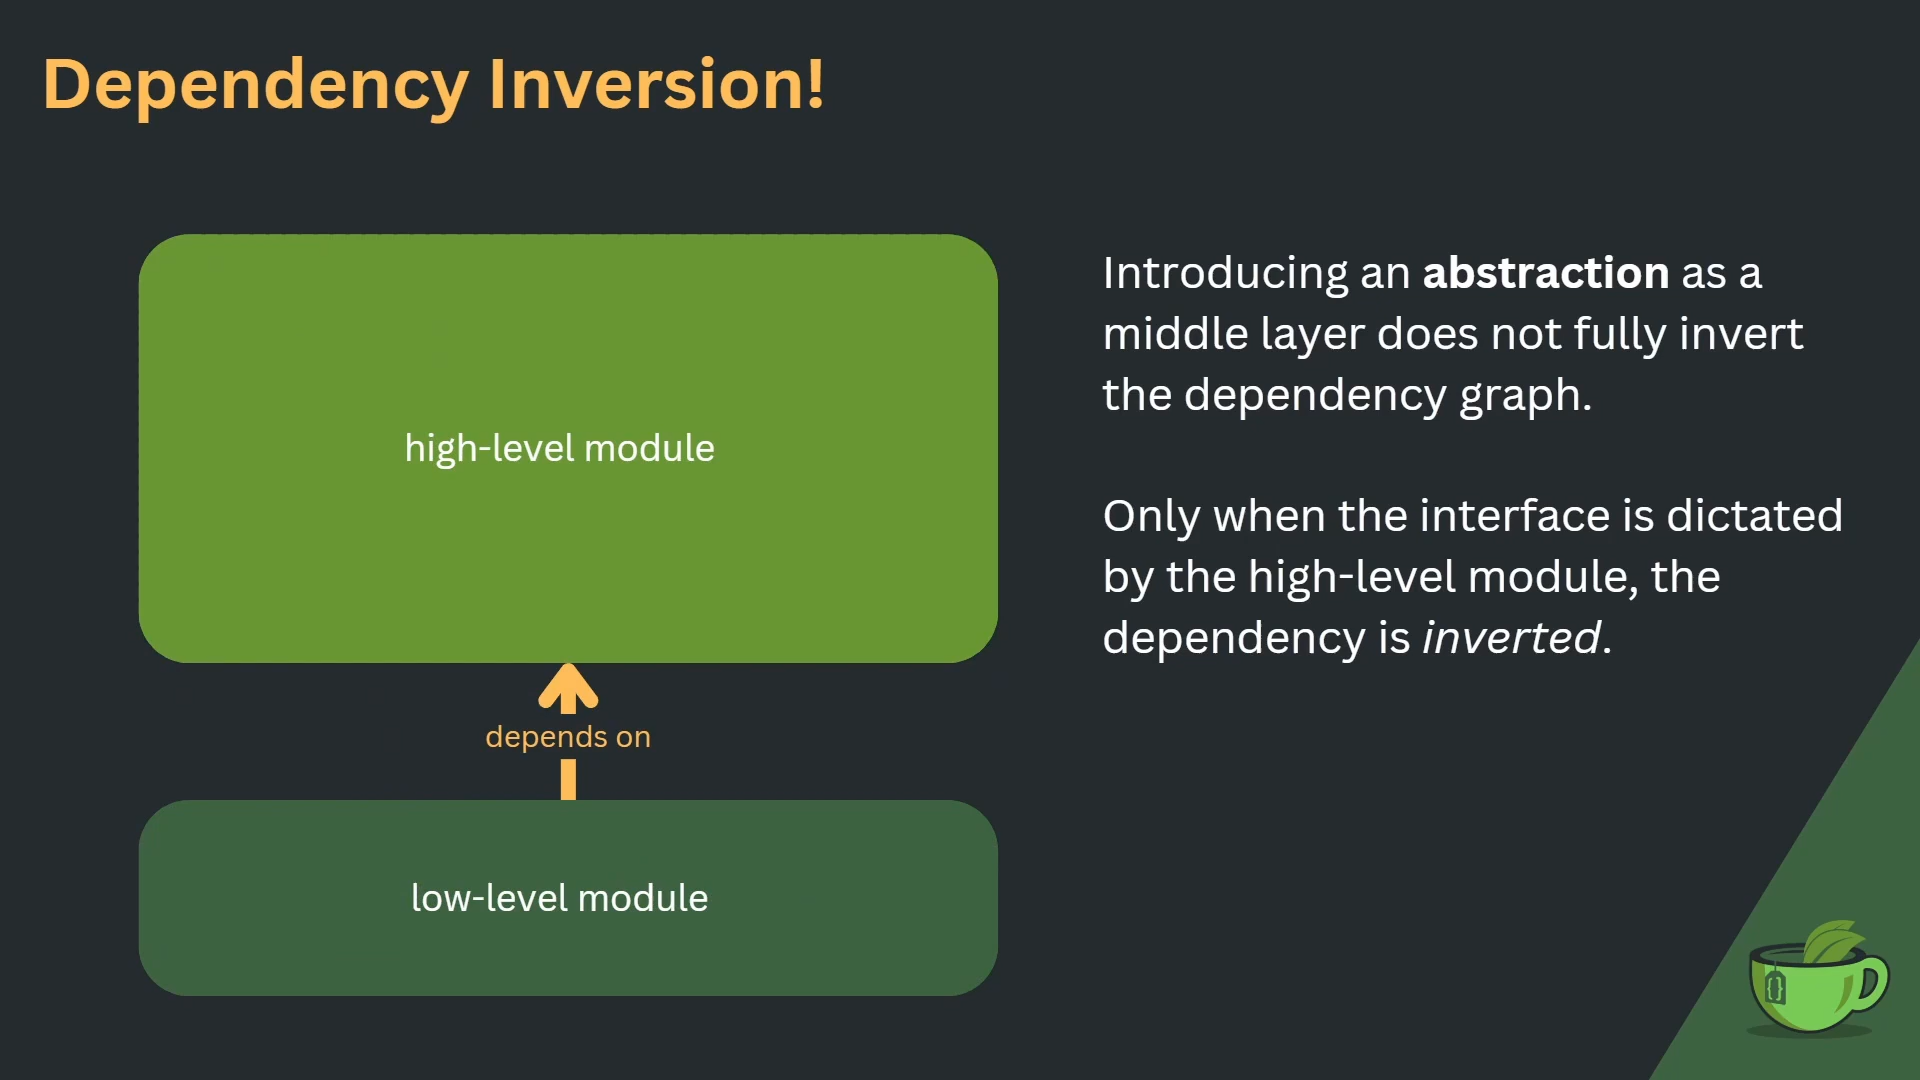 Dependency Inversion!
high-level module
depends on
low-level module
Introducing an abstraction as a
middle layer does not fully invert
the dependency graph.
Only when the interface is dictated
by the high-level module, the
dependency is inverted.
{}